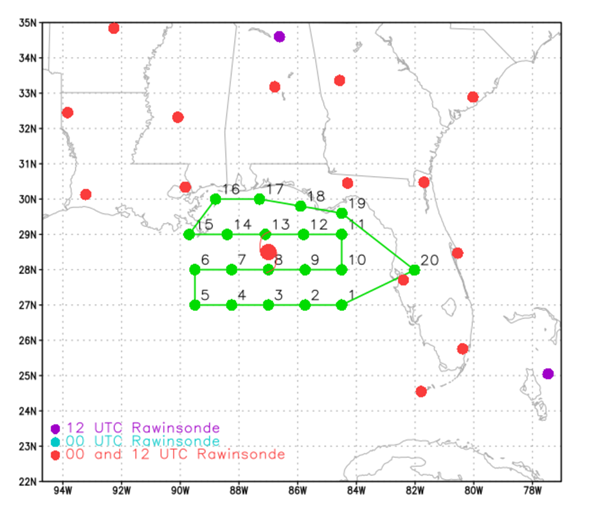 35N
34N
33N
32N
31N
30N
29N
28N
27N
26N
25N
24N
23N
22N
16 17 18 19
15 14 13 12 11
6 7 8 9 10 20
5 4 3 2 1
12 UTC Rawinsonde
00 UTC Rawinsonde
00 and 12 UTC Rawinsonde
94W 92W 90W 88W 86W 84W 82W 80W 78W